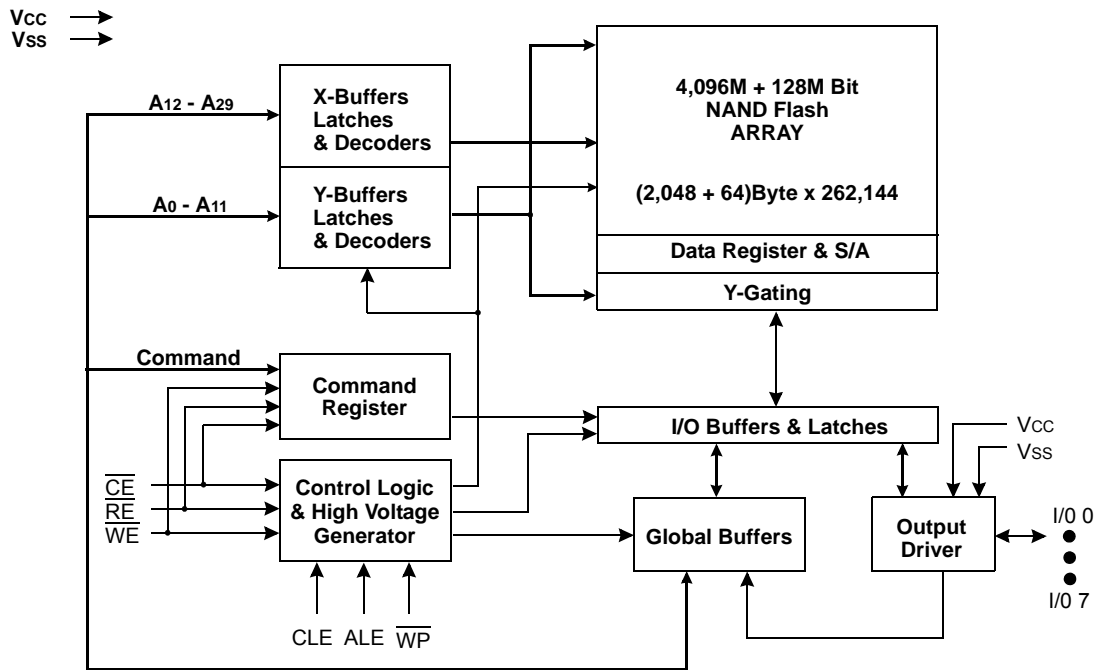 VCC
VSS
A12 - A29
X-Buffers
Latches
& Decoders
A0 - A11
Y-Buffers
Latches
& Decoders
4,096M + 128M Bit
NAND Flash
ARRAY
(2,048 + 64)Byte x 262,144
Data Register & S/A
Y-Gating
Command
Command
Register
I/O Buffers & Latches
VCC
VSS
CE
RE
WE
Control Logic
& High Voltage
Generator
Global Buffers
Output
Driver
I/0 0
I/0 7
CLE ALE WP